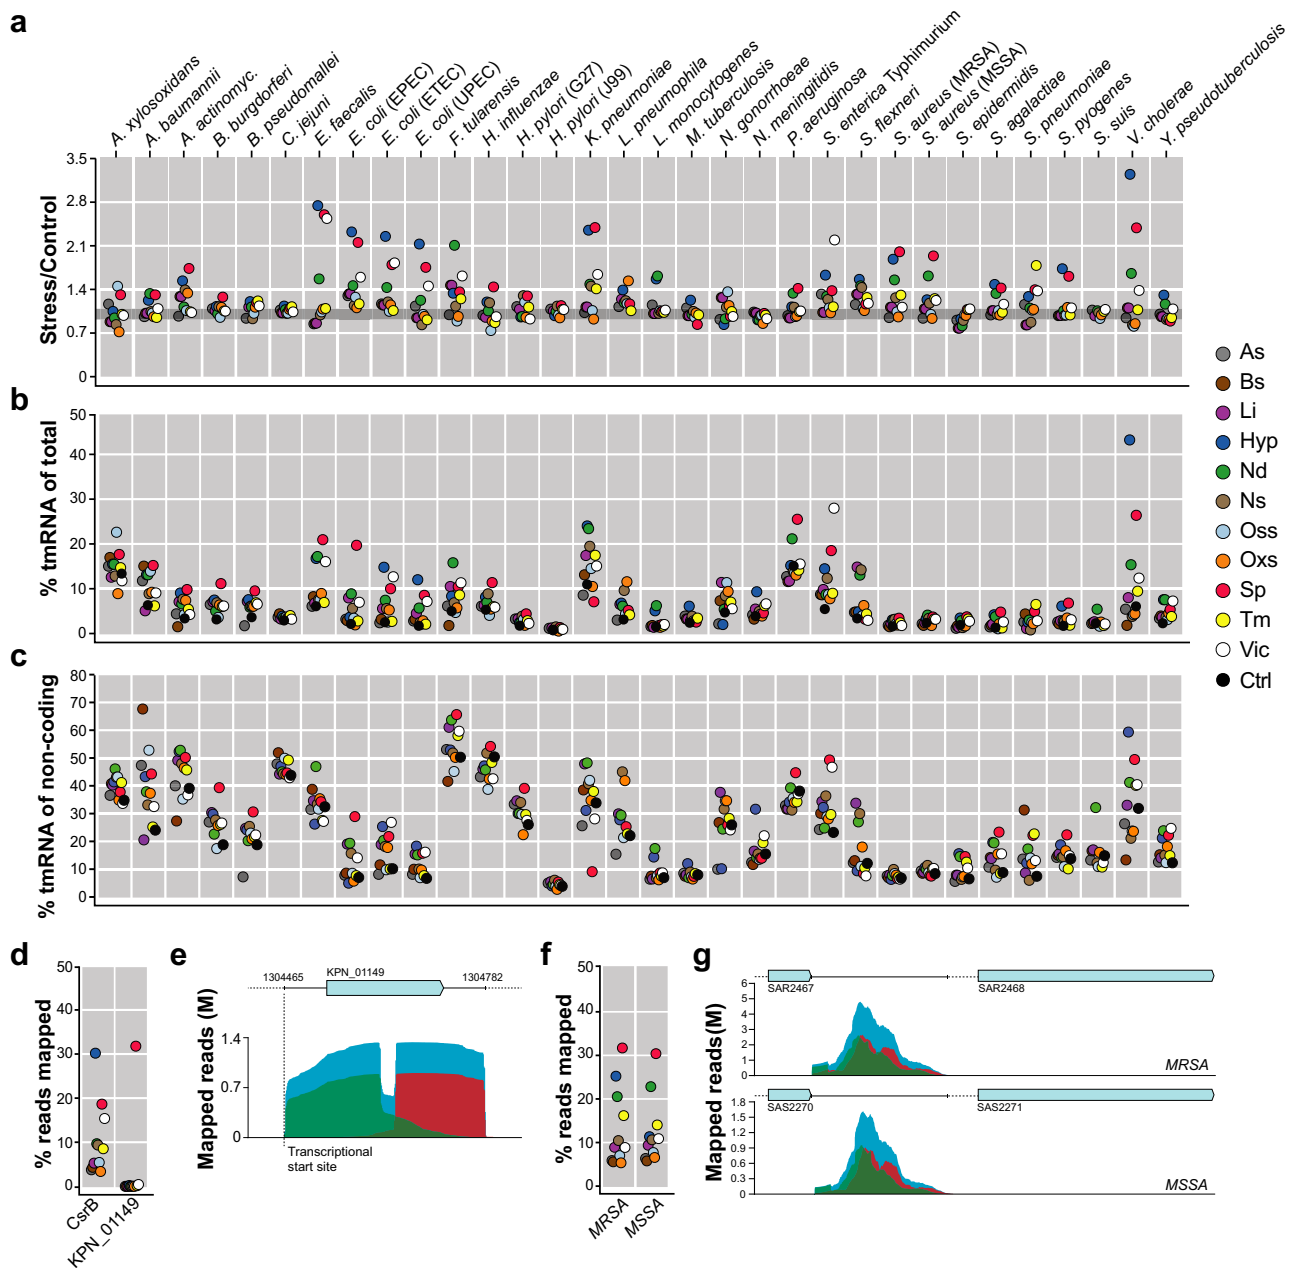 a
A. xylosoxidans
A. baumannii
A. actinomyc.
B. burgdorferi
B. pseudomallei
C. jejuni
E. faecalis
E. coli (EPEC)
E. coli (ETEC)
E. coli (UPEC)
F. tularensis
H. influenzae
H. pylori (G27)
H. pylori (J99)
K. pneumoniae
L. pneumophila
L. monocytogenes
M. tuberculosis
N. gonorrhoeae
N. meningitidis
P. aeruginosa
S. enterica Typhimurium
S. flexneri
S. aureus (MRSA)
S. aureus (MSSA)
S. epidermidis
S. agalactiae
S. pneumoniae
S. pyogenes
S. suis
V. cholerae
Y. pseudotuberculosis
Stress/Control
3.5
2.8
2.1
1.4
0.7
0
b
% tmRNA of total
50
40
30
20
10
0
c
% tmRNA of non-coding
80
70
60
50
40
30
20
10
0
As
Bs
Li
Hyp
Nd
Ns
Oss
Oxs
Sp
Tm
Vic
Ctrl
d
% reads mapped
50
40
30
20
10
0
CsrB
KPN_01149
e
1304465
KPN_01149
1304782
Mapped reads (M)
1.4
0.7
0
Transcriptional
start site
f
% reads mapped
50
40
30
20
10
0
MRSA
MSSA
g
SAR2467
SAR2468
Mapped reads(M)
6
5
4
3
2
1
0
MRSA
SAS2270
SAS2271
1.8
1.5
1.2
0.9
0.6
0.3
0
MSSA